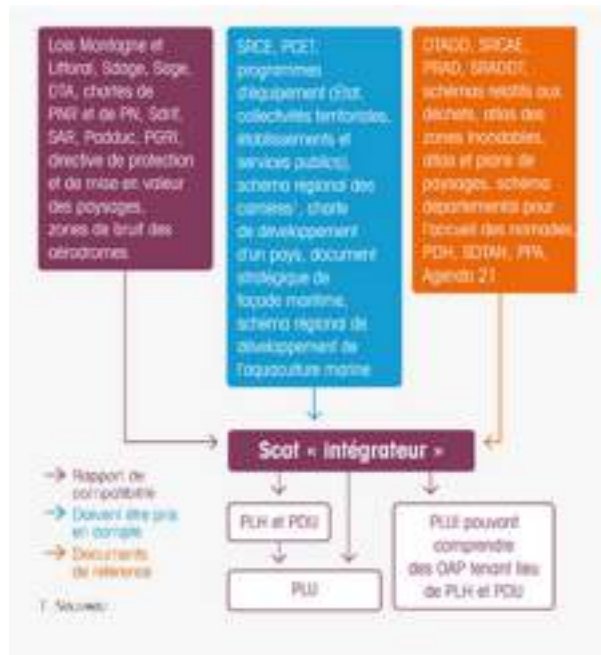 Lois Montagne et
Littoral, Sdage, Sage,
DTA, chartes de
PNR et de PN, Sdrif,
SAR, Padduc, PGRI,
directive de protection
et de mise en valeur
des paysages,
zones de bruit des
aérodromes
SRCE, PCET,
programmes
d'équipement (État,
collectivités territoriales,
établissements et
services publics),
schéma régional des
carrières¹, charte
de développement
d'un pays, document
stratégique de
façade maritime,
schéma régional de
développement de
l'aquaculture marine
DTADD, SRCAE,
PRAD, SRADDT,
schémas relatifs aux
déchets, atlas des
zones inondables,
atlas et plans de
paysages, schéma
départemental pour
l'accueil des nomades,
PDH, SDTAN, PPA,
Agenda 21
Scot « intégrateur »
Rapport de
compatibilité
Doivent être pris
en compte
Documents
de référence
1 Nouveau
PLH et PDU
PLU
PLUI pouvant
comprendre
des OAP tenant lieu
de PLH et PDU